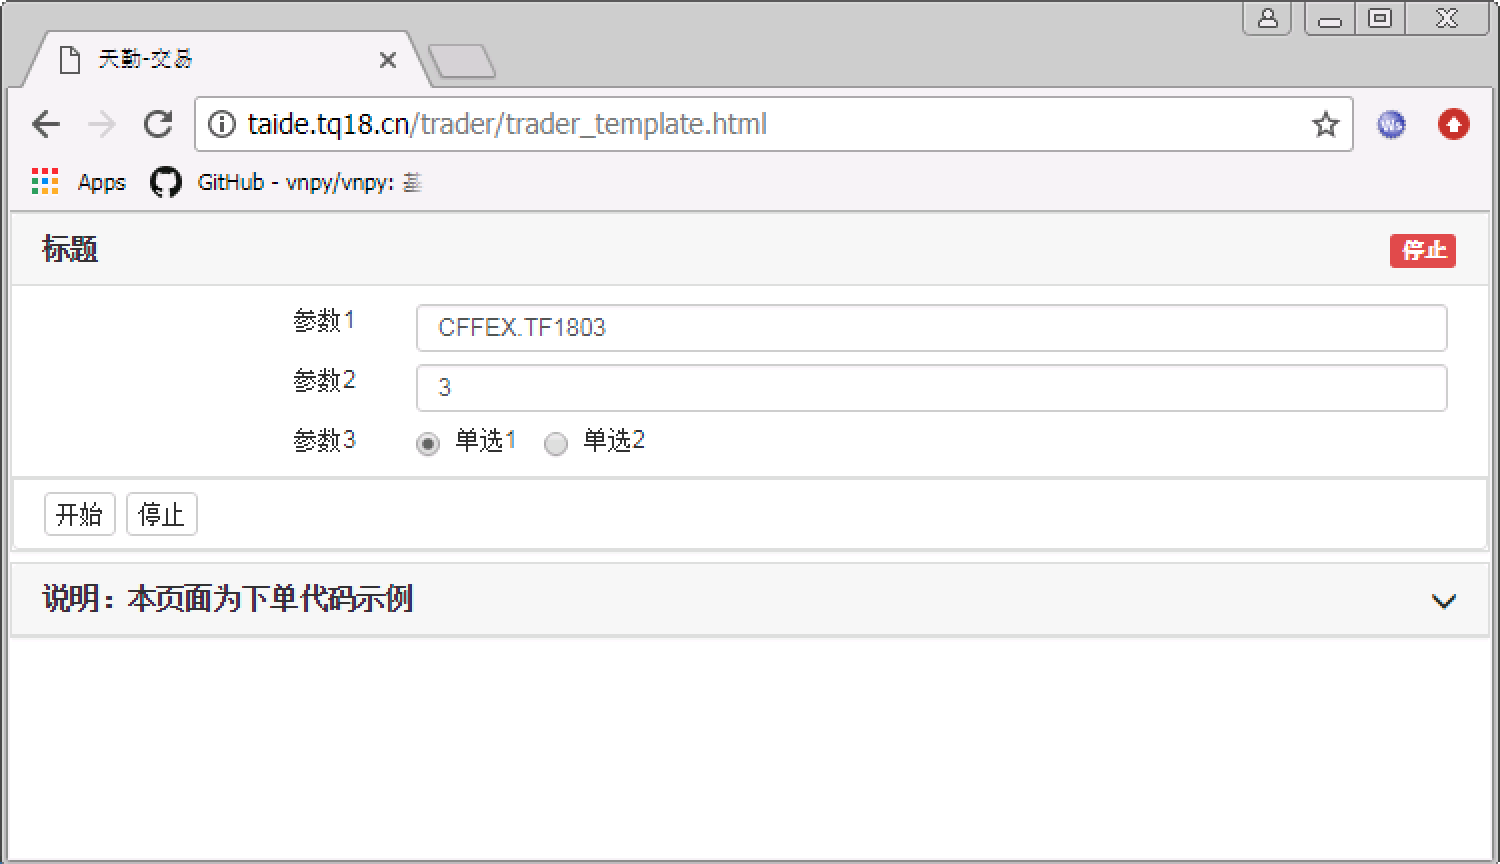 天勤-交易
taide.tq18.cn/trader/trader_template.html
Apps GitHub - vnpy/vnpy: 基
标题 停止
参数1 CFFEX.TF1803
参数2 3
参数3 单选1 单选2
开始 停止
说明：本页面为下单代码示例